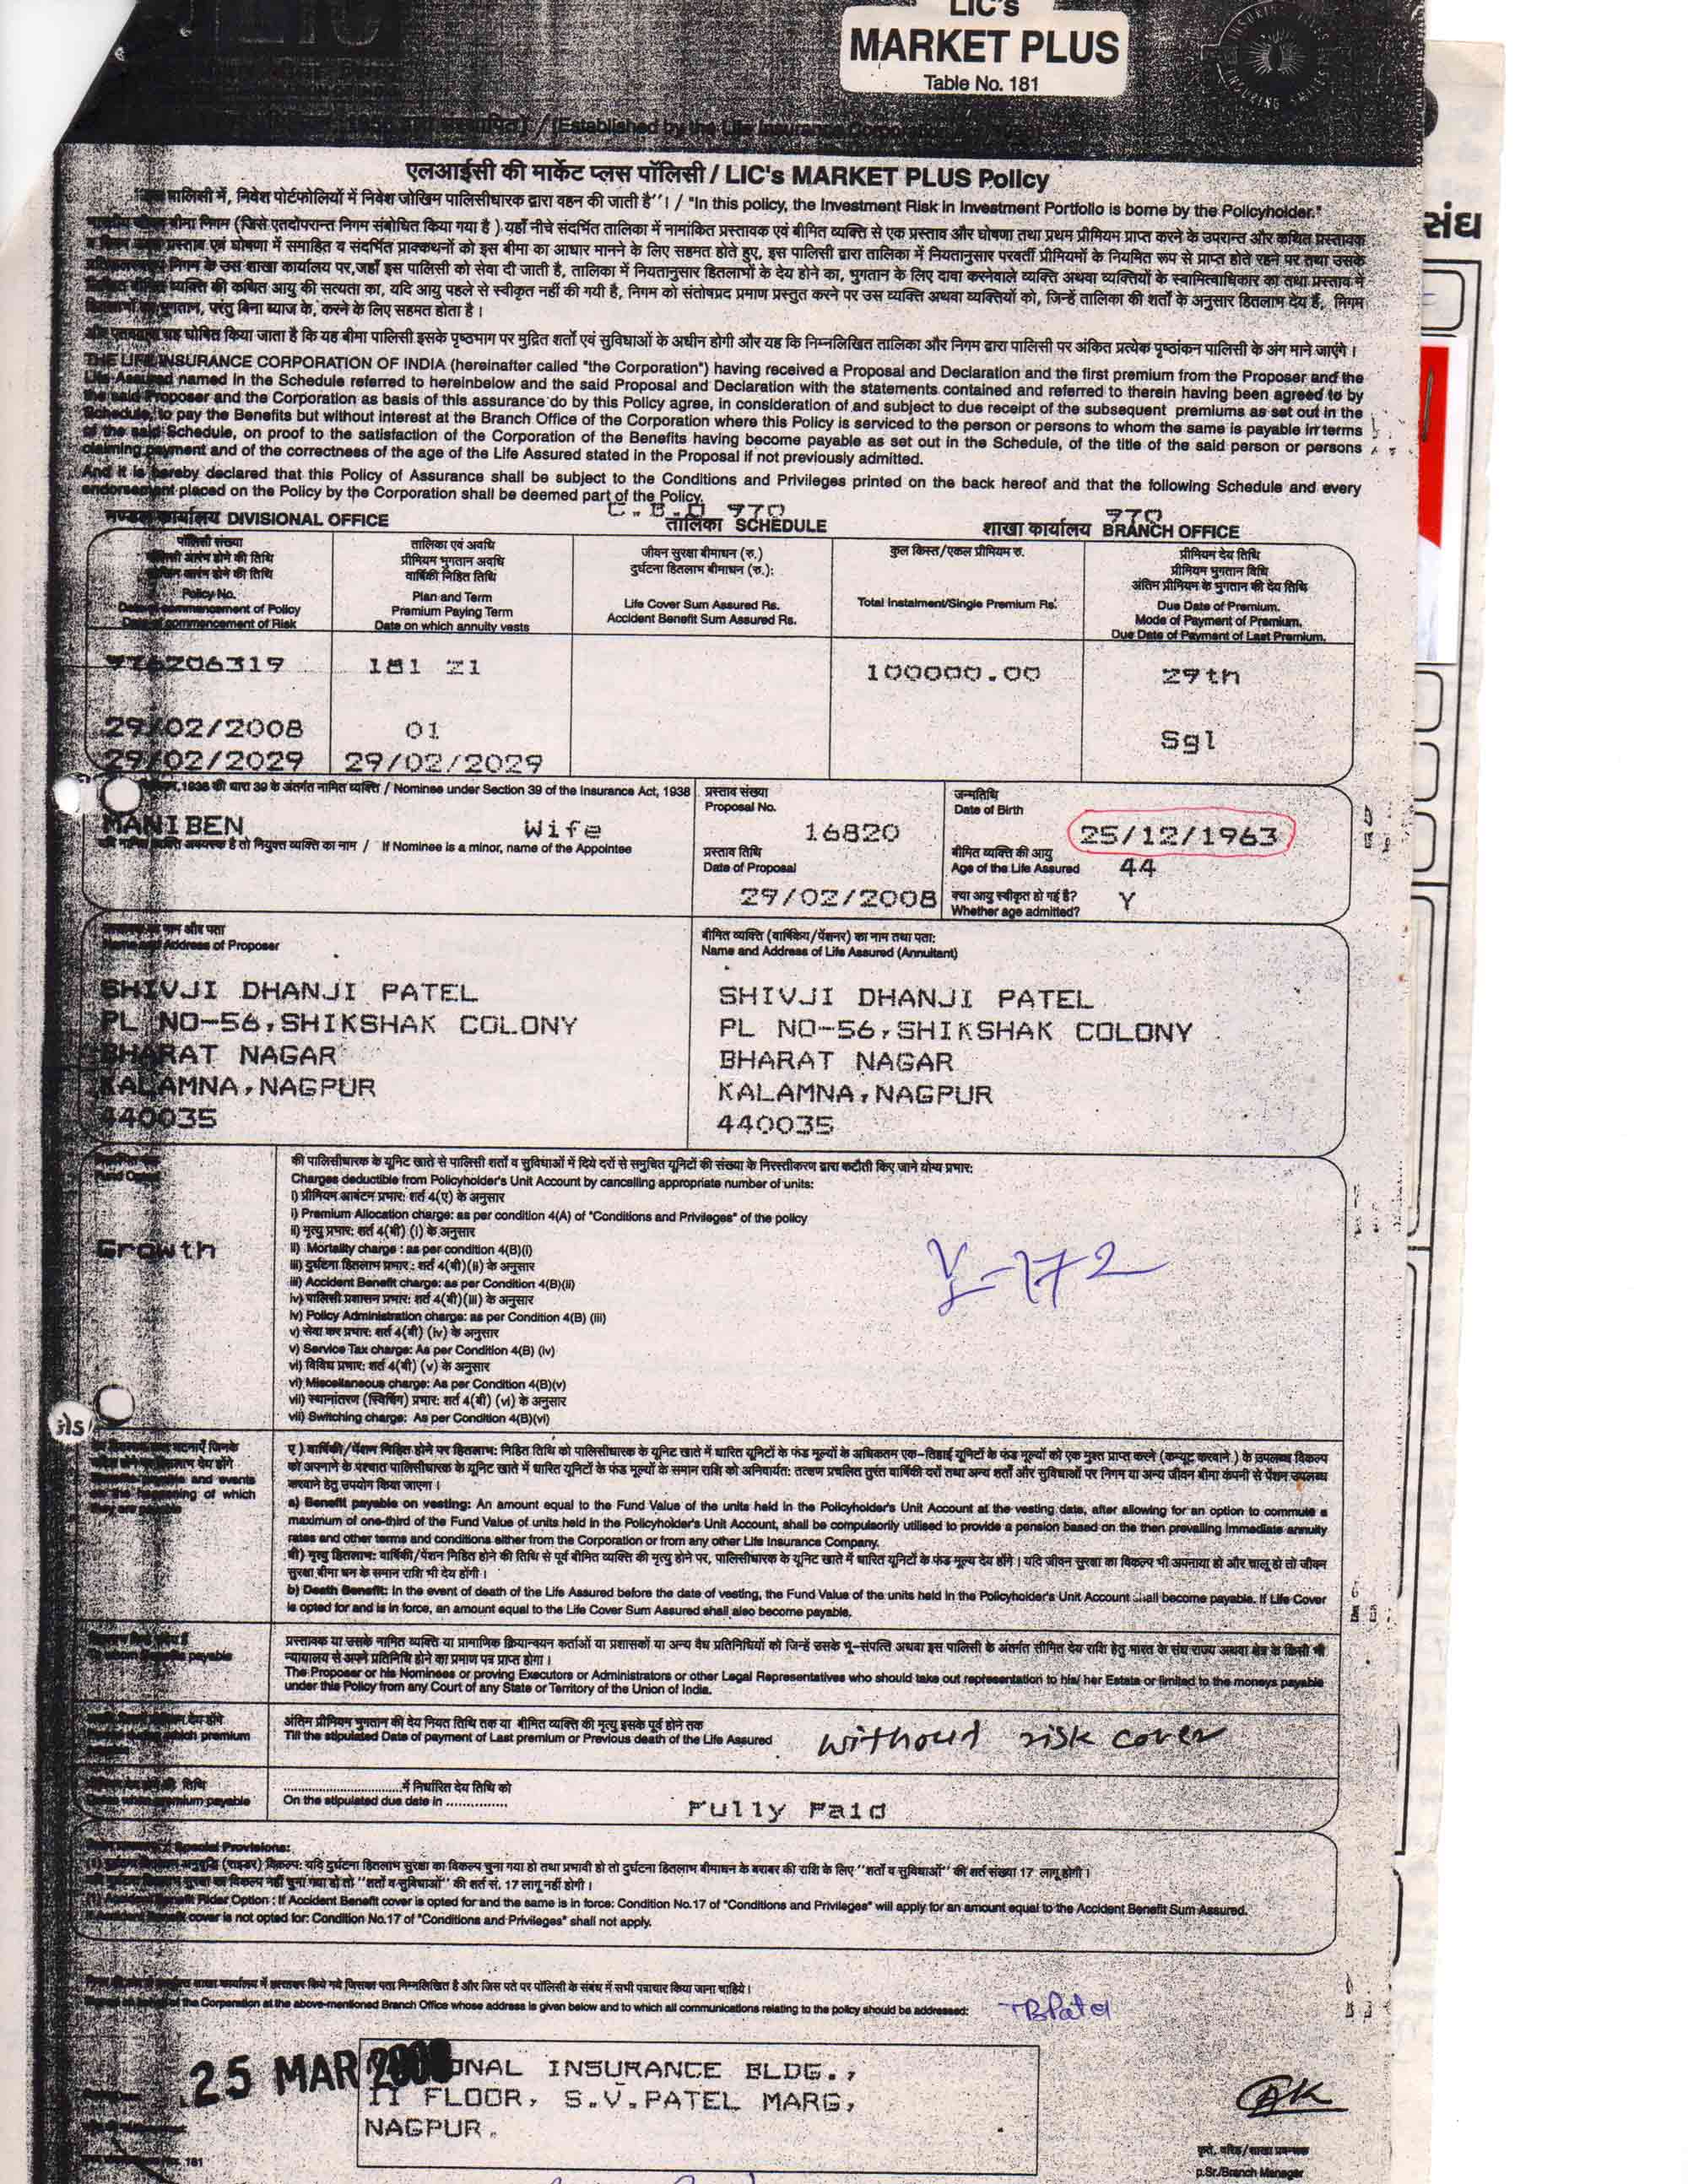 LIC's
MARKET PLUS
Table No. 181
/ (Established by the Life Insurance
एलआईसी की मार्केट प्लस पॉलिसी / LIC's MARKET PLUS Policy
पालिसी में, निवेश पोर्टफोलियों में निवेश जोखिम पालिसीधारक द्वारा वहन की जाती है''। / "In this policy, the Investment Risk in Investment Portfolio is borne by the Policyholder."
બीमा निगम (जिसे एतदोपरान्त निगम संबोधित किया गया है ) यहाँ नीचे संदर्भित तालिका में नामांकित प्रस्तावक एवं बीमित व्यक्ति से एक प्रस्ताव और घोषणा तथा प्रथम प्रीमियम प्राप्त करने के उपरान्त और कथित प्रस्तावक
प्रस्ताव एवं घोषणा में समाहित व संदर्भित प्राक्कथनों को इस बीमा का आधार मानने के लिए सहमत होते हुए, इस पालिसी द्वारा तालिका में नियतानुसार परवर्ती प्रीमियमों के नियमित रूप से प्राप्त होते रहने पर तथा उसके
निगम के उस शाखा कार्यालय पर,जहाँ इस पालिसी को सेवा दी जाती है, तालिका में नियतानुसार हितलाभों के देय होने का, भुगतान के लिए दावा करनेवाले व्यक्ति अथवा व्यक्तियों के स्वामित्वाधिकार का तथा प्रस्ताव में
व्यक्ति की कथित आयु की सत्यता का, यदि आयु पहले से स्वीकृत नहीं की गयी है, निगम को संतोषप्रद प्रमाण प्रस्तुत करने पर उस व्यक्ति अथवा व्यक्तियों को, जिन्हें तालिका की शर्तों के अनुसार हितलाभ देय हैं, निगम
भुगतान, परंतु बिना ब्याज के, करने के लिए सहमत होता है।
यह घोषित किया जाता है कि यह बीमा पालिसी इसके पृष्ठभाग पर मुद्रित शर्तों एवं सुविधाओं के अधीन होगी और यह कि निम्नलिखित तालिका और निगम द्वारा पालिसी पर अंकित प्रत्येक पृष्ठांकन पालिसी के अंग माने जाएंगे।
THE LIFE INSURANCE CORPORATION OF INDIA (hereinafter called "the Corporation") having received a Proposal and Declaration and the first premium from the Proposer and the
Life Assured named in the Schedule referred to hereinbelow and the said Proposal and Declaration with the statements contained and referred to therein having been agreed to by
the said Proposer and the Corporation as basis of this assurance do by this Policy agree, in consideration of and subject to due receipt of the subsequent premiums as set out in the
Schedule, to pay the Benefits but without interest at the Branch Office of the Corporation where this Policy is serviced to the person or persons to whom the same is payable in terms
of the said Schedule, on proof to the satisfaction of the Corporation of the Benefits having become payable as set out in the Schedule, of the title of the said person or persons
claiming payment and of the correctness of the age of the Life Assured stated in the Proposal if not previously admitted.
And it is hereby declared that this Policy of Assurance shall be subject to the Conditions and Privileges printed on the back hereof and that the following Schedule and every
endorsement placed on the Policy by the Corporation shall be deemed part of the Policy.
C.B.O 970 970
मण्डल कार्यालय DIVISIONAL OFFICE तालिका SCHEDULE शाखा कार्यालय BRANCH OFFICE
पॉलिसी संख्या
पॉलिसी आरंभ होने की तिथि
होने की तिथि
Policy No.
Date of commencement of Policy
Date of commencement of Risk
तालिका एवं अवधि
प्रीमियम भुगतान अवधि
वार्षिकी निहित तिथि
Plan and Term
Premium Paying Term
Date on which annuity vests
जीवन सुरक्षा बीमाधन (रु.)
दुर्घटना हितलाभ बीमाधन (रु.):
Life Cover Sum Assured Rs.
Accident Benefit Sum Assured Rs.
कुल किस्त/एकल प्रीमियम रु.
Total Instalment/Single Premium Rs.
प्रीमियम देय तिथि
प्रीमियम भुगतान विधि
अंतिम प्रीमियम के भुगतान की देय तिथि
Due Date of Premium.
Mode of Payment of Premium.
Due Date of Payment of Last Premium.
976206319 181 21 100000.00 29th
29/02/2008 01 Sgl
29/02/2029 29/02/2029
1938 की धारा 39 के अंतर्गत नामित व्यक्ति / Nominee under Section 39 of the Insurance Act, 1938
MANIBEN Wife
If Nominee is a minor, name of the Appointee
प्रस्ताव संख्या
Proposal No.
16820
प्रस्ताव तिथि
Date of Proposal
29/02/2008
जन्मतिथि
Date of Birth
25/12/1963
बीमित व्यक्ति की आयु
Age of the Life Assured 44
क्या आयु स्वीकृत हो गई है?
Whether age admitted? Y
नाम और पता
Name and Address of Proposer
SHIVJI DHANJI PATEL
PL NO-56,SHIKSHAK COLONY
BHARAT NAGAR
KALAMNA,NAGPUR
440035
बीमित व्यक्ति (वार्षिकेय/पेंशनर) का नाम तथा पता:
Name and Address of Life Assured (Annuitant)
SHIVJI DHANJI PATEL
PL NO-56,SHIKSHAK COLONY
BHARAT NAGAR
KALAMNA,NAGPUR
440035
Growth
की पालिसीधारक के यूनिट खाते से पालिसी शर्तों व सुविधाओं में दिये दरों से समुचित यूनिटों की संख्या के निरस्तीकरण द्वारा कटौती किए जाने योग्य प्रभार:
Charges deductible from Policyholder's Unit Account by cancelling appropriate number of units:
i) प्रीमियम आबंटन प्रभार: शर्त 4(ए) के अनुसार
i) Premium Allocation charge: as per condition 4(A) of "Conditions and Privileges" of the policy
ii) मृत्यु प्रभार: शर्त 4(बी) (i) के अनुसार
ii) Mortality charge : as per condition 4(B)(i)
iii) दुर्घटना हितलाभ प्रभार : शर्त 4(बी)(ii) के अनुसार
iii) Accident Benefit charge: as per Condition 4(B)(ii)
iv) पालिसी प्रशासन प्रभार: शर्त 4(बी)(iii) के अनुसार
iv) Policy Administration charge: as per Condition 4(B) (iii)
v) सेवा कर प्रभार: शर्त 4(बी) (iv) के अनुसार
v) Service Tax charge: As per Condition 4(B) (iv)
vi) विविध प्रभार: शर्त 4(बी) (v) के अनुसार
vi) Miscellaneous charge: As per Condition 4(B)(v)
vii) स्थानांतरण (स्विचिंग) प्रभार: शर्त 4(बी) (vi) के अनुसार
vii) Switching charge: As per Condition 4(B)(vi)
घटनाएँ जिनके
देय होंगे
payable and events
on the happening of which
they are payable
ए ) वार्षिकी/पेंशन निहित होने पर हितलाभ: निहित तिथि को पालिसीधारक के यूनिट खाते में धारित यूनिटों के फंड मूल्यों के अधिकतम एक-तिहाई यूनिटों के फंड मूल्यों को एक मुश्त प्राप्त करने (कम्यूट करवाने ) के उपलब्ध विकल्प
को अपनाने के पश्चात पालिसीधारक के यूनिट खाते में धारित यूनिटों के फंड मूल्यों के समान राशि को अनिवार्यत: तत्क्षण प्रचलित तुरंत वार्षिकी दरों तथा अन्य शर्तों और सुविधाओं पर निगम या अन्य जीवन बीमा कंपनी से पेंशन उपलब्ध
करवाने हेतु उपयोग किया जाएगा।
a) Benefit payable on vesting: An amount equal to the Fund Value of the units held in the Policyholder's Unit Account at the vesting date, after allowing for an option to commute a
maximum of one-third of the Fund Value of units held in the Policyholder's Unit Account, shall be compulsorily utilised to provide a pension based on the then prevailing immediate annuity
rates and other terms and conditions either from the Corporation or from any other Life Insurance Company.
बी) मृत्यु हितलाभ: वार्षिकी/पेंशन निहित होने की तिथि से पूर्व बीमित व्यक्ति की मृत्यु होने पर, पालिसीधारक के यूनिट खाते में धारित यूनिटों के फंड मूल्य देय होंगे। यदि जीवन सुरक्षा का विकल्प भी अपनाया हो और चालू हो तो जीवन
सुरक्षा बीमा धन के समान राशि भी देय होंगी।
b) Death Benefit: In the event of death of the Life Assured before the date of vesting, the Fund Value of the units held in the Policyholder's Unit Account shall become payable. If Life Cover
is opted for and is in force, an amount equal to the Life Cover Sum Assured shall also become payable.
To whom Benefits payable
प्रस्तावक या उसके नामित व्यक्ति या प्रामाणिक क्रियान्वयन कर्ताओं या प्रशासकों या अन्य वैध प्रतिनिधियों को जिन्हें उसके भू-संपत्ति अथवा इस पालिसी के अंतर्गत सीमित देय राशि हेतु भारत के संघ राज्य अथवा क्षेत्र के किसी भी
न्यायालय से अपने प्रतिनिधि होने का प्रमाण पत्र प्राप्त होगा।
The Proposer or his Nominees or proving Executors or Administrators or other Legal Representatives who should take out representation to his/ her Estate or limited to the moneys payable
under this Policy from any Court of any State or Territory of the Union of India.
which premium
अंतिम प्रीमियम भुगतान की देय नियत तिथि तक या बीमित व्यक्ति की मृत्यु इसके पूर्व होने तक
Till the stipulated Date of payment of Last premium or Previous death of the Life Assured without risk cover
premium payable
में निर्धारित देय तिथि को
On the stipulated due date in ............... Fully Paid
Special Provisions:
(राइडर) विकल्प: यदि दुर्घटना हितलाभ सुरक्षा का विकल्प चुना गया हो तथा प्रभावी हो तो दुर्घटना हितलाभ बीमाधन के बराबर की राशि के लिए "शर्तों व सुविधाओं" की शर्त संख्या 17 लागू होगी।
सुरक्षा का विकल्प नहीं चुना गया हो तो "शर्तों व सुविधाओं" की शर्त सं. 17 लागू नहीं होगी।
Accident Benefit Rider Option : If Accident Benefit cover is opted for and the same is in force: Condition No.17 of "Conditions and Privileges" will apply for an amount equal to the Accident Benefit Sum Assured.
cover is not opted for: Condition No.17 of "Conditions and Privileges" shall not apply.
शाखा कार्यालय में हस्ताक्षर किये गये जिसका पता निम्नलिखित है और जिस पते पर पॉलिसी के संबंध में सभी पत्राचार किया जाना चाहिये।
the Corporation at the above-mentioned Branch Office whose address is given below and to which all communications relating to the policy should be addressed:
25 MAR 2008
ONAL INSURANCE BLDG.,
II FLOOR, S.V.PATEL MARG,
NAGPUR.
p.Sr./Branch Manager
181
સંઘ